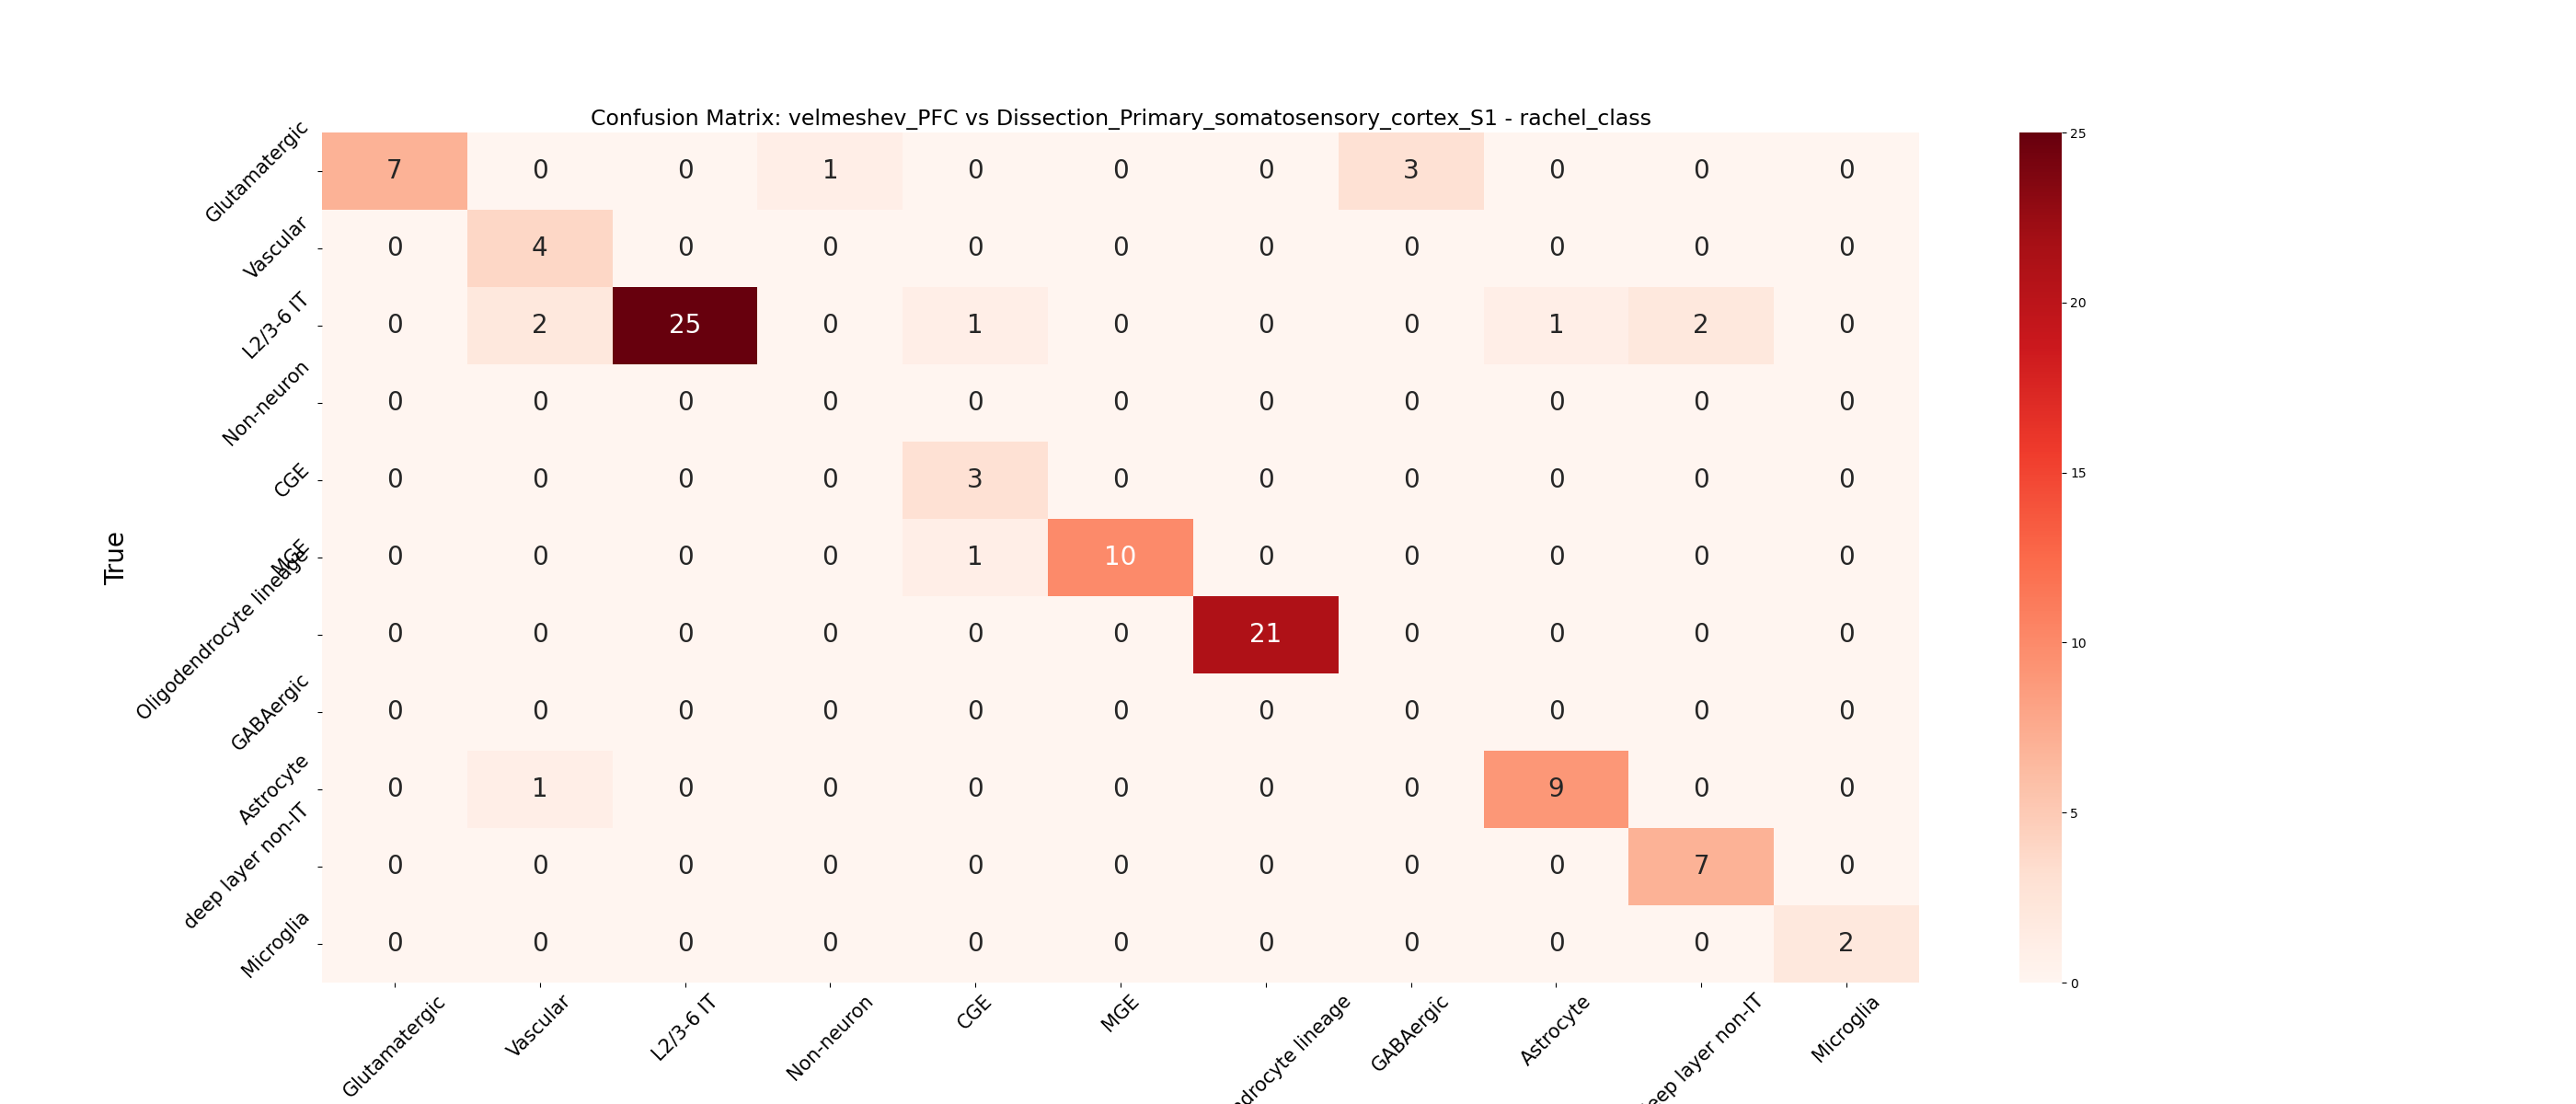 Confusion Matrix: velmeshev_PFC vs Dissection_Primary_somatosensory_cortex_S1 - rachel_class
True
Glutamatergic 7 0 0 1 0 0 0 3 0 0 0
Vascular 0 4 0 0 0 0 0 0 0 0 0
L2/3-6 IT 0 2 25 0 1 0 0 0 1 2 0
Non-neuron 0 0 0 0 0 0 0 0 0 0 0
CGE 0 0 0 0 3 0 0 0 0 0 0
MGE 0 0 0 0 1 10 0 0 0 0 0
Oligodendrocyte lineage 0 0 0 0 0 0 21 0 0 0 0
GABAergic 0 0 0 0 0 0 0 0 0 0 0
Astrocyte 0 1 0 0 0 0 0 0 9 0 0
deep layer non-IT 0 0 0 0 0 0 0 0 0 7 0
Microglia 0 0 0 0 0 0 0 0 0 0 2
Glutamatergic Vascular L2/3-6 IT Non-neuron CGE MGE lineage GABAergic Astrocyte layer non-IT Microglia
25
20
15
10
5
0